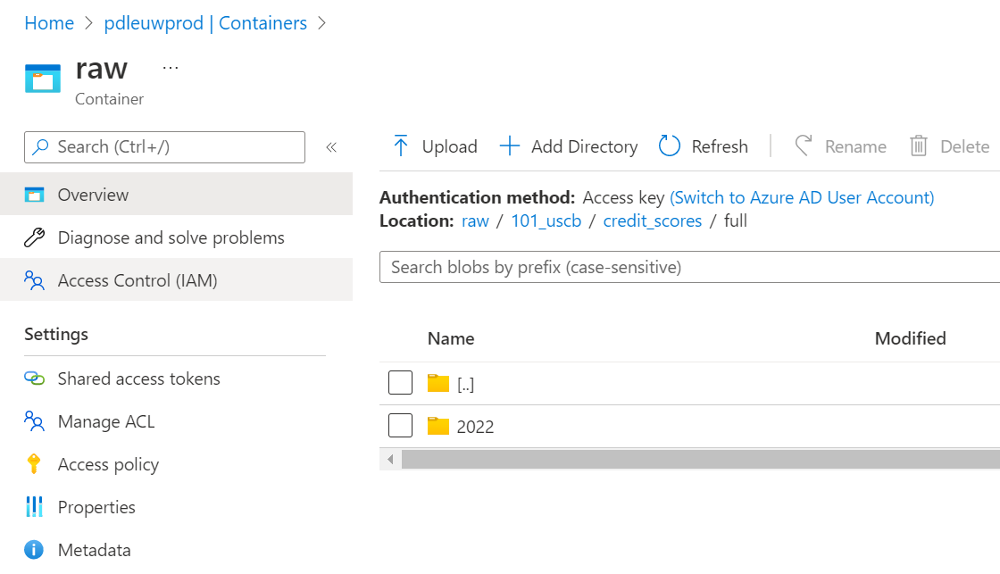 Home > pdleuwprod | Containers >
raw ...
Container
Search (Ctrl+/) «
Overview
Diagnose and solve problems
Access Control (IAM)
Settings
Shared access tokens
Manage ACL
Access policy
Properties
Metadata
Upload Add Directory Refresh Rename Delete
Authentication method: Access key (Switch to Azure AD User Account)
Location: raw / 101_uscb / credit_scores / full
Search blobs by prefix (case-sensitive)
Name Modified
[..]
2022